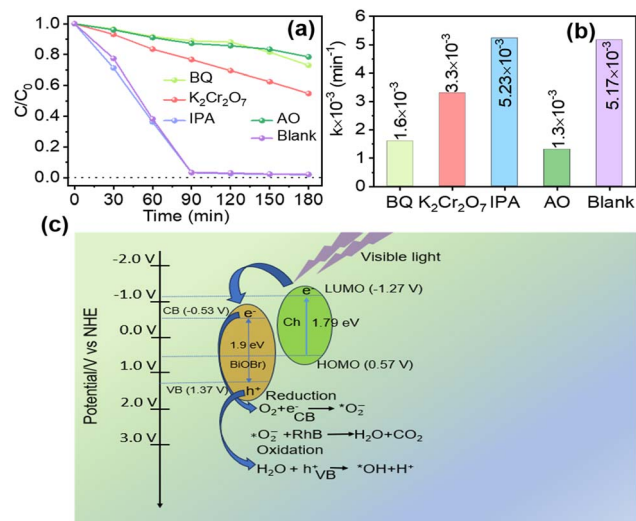 (a)
1.0
0.8
0.6
0.4
0.2
0.0
C/C₀
BQ
K₂Cr₂O₇
IPA
AO
Blank
0 30 60 90 120 150 180
Time (min)
(b)
k×10⁻³ (min⁻¹)
6
5
4
3
2
1
0
1.6×10⁻³
3.3×10⁻³
5.23×10⁻³
1.3×10⁻³
5.17×10⁻³
BQ K₂Cr₂O₇ IPA AO Blank
(c)
Potential/V vs NHE
-2.0 V
-1.0 V
0.0 V
1.0 V
2.0 V
3.0 V
Visible light
e⁻ LUMO (-1.27 V)
CB (-0.53 V)
e⁻
Ch 1.79 eV
1.9 eV
BiOBr)
HOMO (0.57 V)
VB (1.37 V)
h⁺
Reduction
O₂+e⁻ → *O₂⁻
CB
*O₂⁻ +RhB → H₂O+CO₂
Oxidation
H₂O + h⁺ → *OH+H⁺
VB